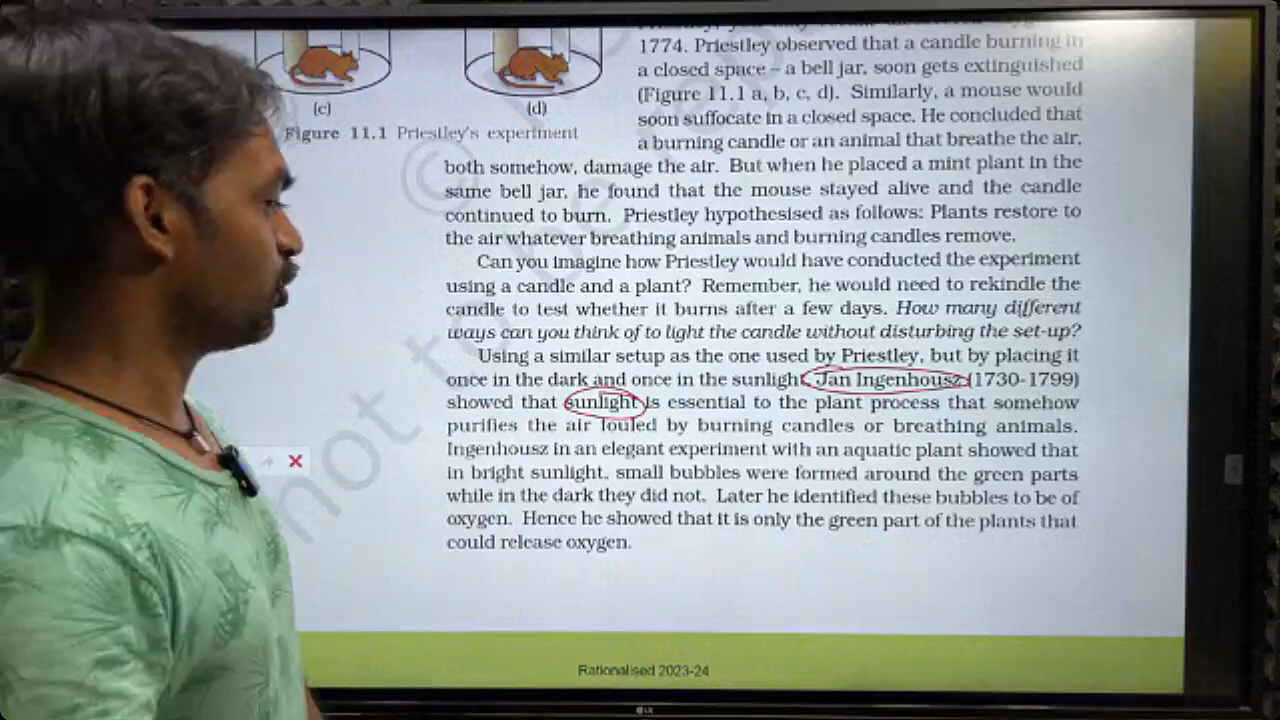 1774. Priestley observed that a candle burning in
a closed space – a bell jar, soon gets extinguished
(Figure 11.1 a, b, c, d). Similarly, a mouse would
soon suffocate in a closed space. He concluded that
a burning candle or an animal that breathe the air,
(c)
(d)
Figure 11.1 Priestley's experiment
both somehow, damage the air. But when he placed a mint plant in the
same bell jar, he found that the mouse stayed alive and the candle
continued to burn. Priestley hypothesised as follows: Plants restore to
the air whatever breathing animals and burning candles remove.
Can you imagine how Priestley would have conducted the experiment
using a candle and a plant? Remember, he would need to rekindle the
candle to test whether it burns after a few days. How many different
ways can you think of to light the candle without disturbing the set-up?
Using a similar setup as the one used by Priestley, but by placing it
once in the dark and once in the sunlight, Jan Ingenhousz (1730-1799)
showed that sunlight is essential to the plant process that somehow
purifies the air fouled by burning candles or breathing animals.
Ingenhousz in an elegant experiment with an aquatic plant showed that
in bright sunlight, small bubbles were formed around the green parts
while in the dark they did not. Later he identified these bubbles to be of
oxygen. Hence he showed that it is only the green part of the plants that
could release oxygen.
not to be
Rationalised 2023-24
LG